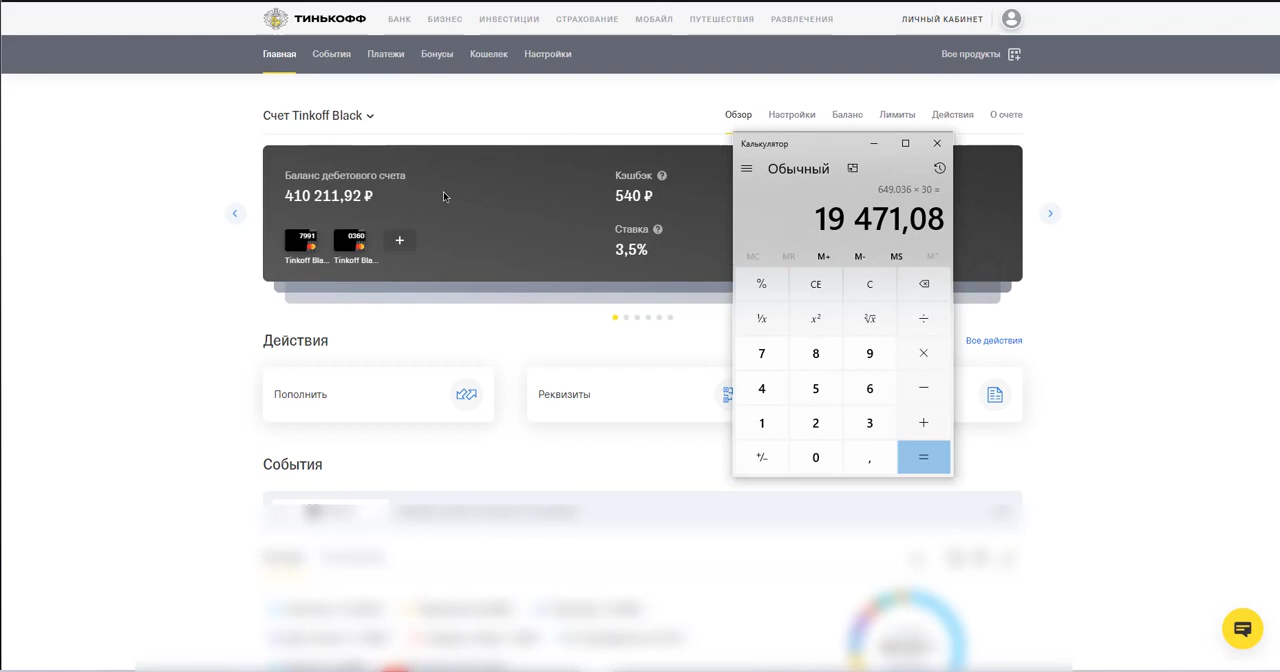 ТИНЬКОФФ БАНК БИЗНЕС ИНВЕСТИЦИИ СТРАХОВАНИЕ МОБАЙЛ ПУТЕШЕСТВИЯ РАЗВЛЕЧЕНИЯ ЛИЧНЫЙ КАБИНЕТ
Главная События Платежи Бонусы Кошелек Настройки Все продукты
Счет Tinkoff Black Обзор Настройки Баланс Лимиты Действия О счете
Баланс дебетового счета
410 211,92 ₽
7991 0360 +
Tinkoff Bla... Tinkoff Bla...
Кэшбэк ?
540 ₽
Ставка ?
3,5%
Калькулятор
Обычный
649,036 × 30 =
19 471,08
MC MR M+ M- MS M˅
% CE C
¹/x x² ²√x ÷
7 8 9 ×
4 5 6 −
1 2 3 +
+/− 0 , =
Действия Все действия
Пополнить Реквизиты
События